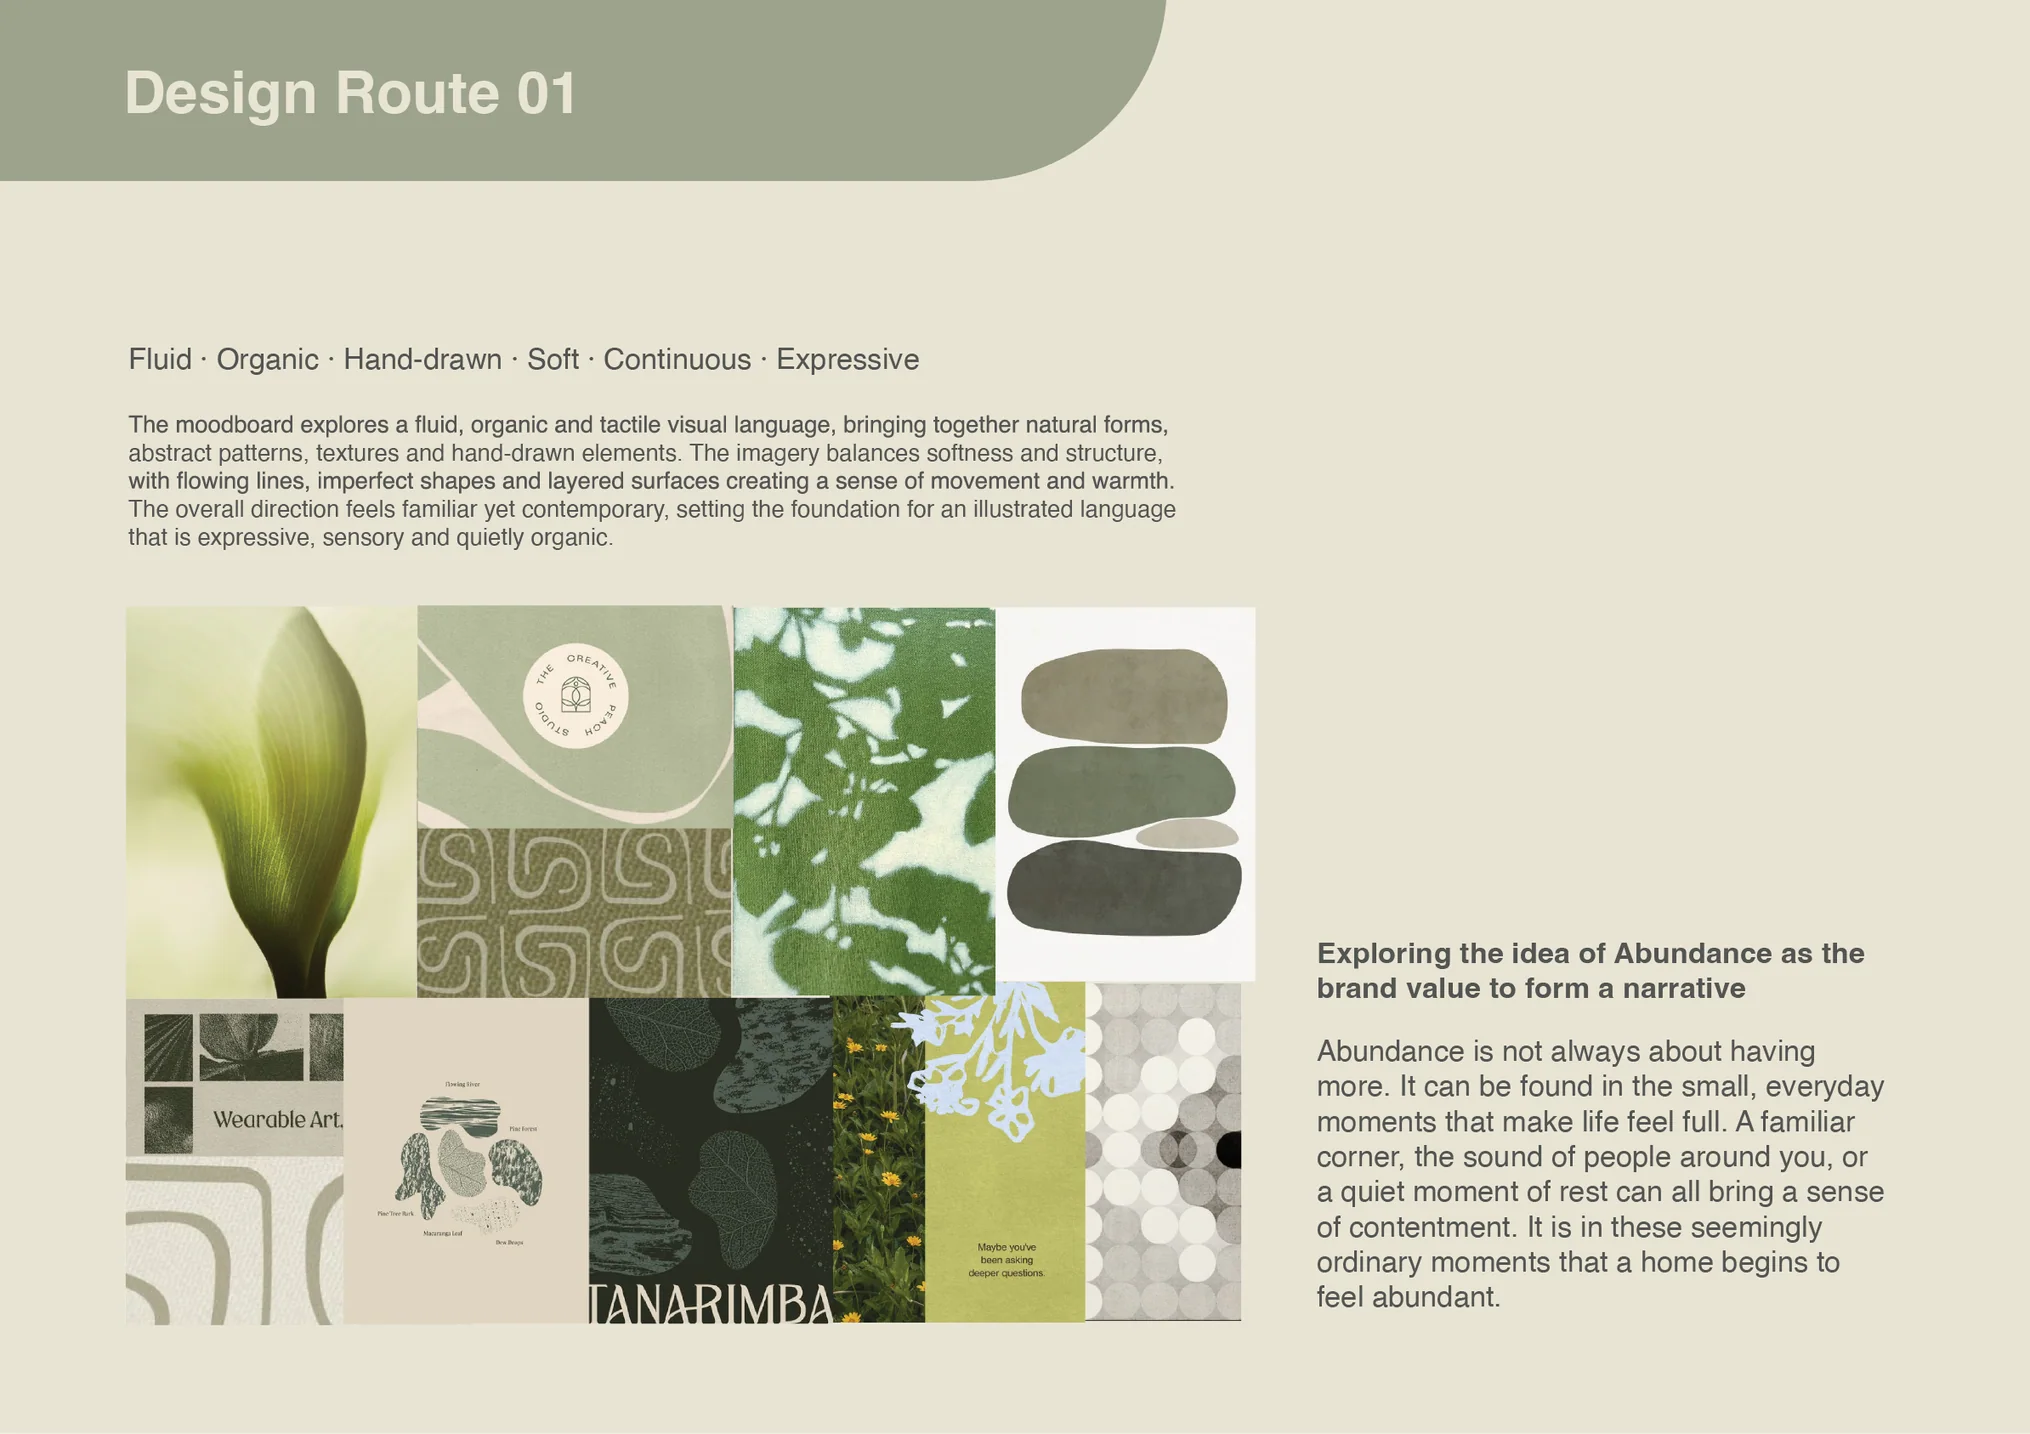 Design Route 01
Fluid · Organic · Hand-drawn · Soft · Continuous · Expressive
The moodboard explores a fluid, organic and tactile visual language, bringing together natural forms,
abstract patterns, textures and hand-drawn elements. The imagery balances softness and structure,
with flowing lines, imperfect shapes and layered surfaces creating a sense of movement and warmth.
The overall direction feels familiar yet contemporary, setting the foundation for an illustrated language
that is expressive, sensory and quietly organic.
THE CREATIVE PEACH STUDIO
Wearable Art.
Flowing River
Pine Forest
Pine Tree Bark
Macaranga Leaf
Dew Drops
TANARIMBA
Maybe you've
been asking
deeper questions.
Exploring the idea of Abundance as the
brand value to form a narrative
Abundance is not always about having
more. It can be found in the small, everyday
moments that make life feel full. A familiar
corner, the sound of people around you, or
a quiet moment of rest can all bring a sense
of contentment. It is in these seemingly
ordinary moments that a home begins to
feel abundant.